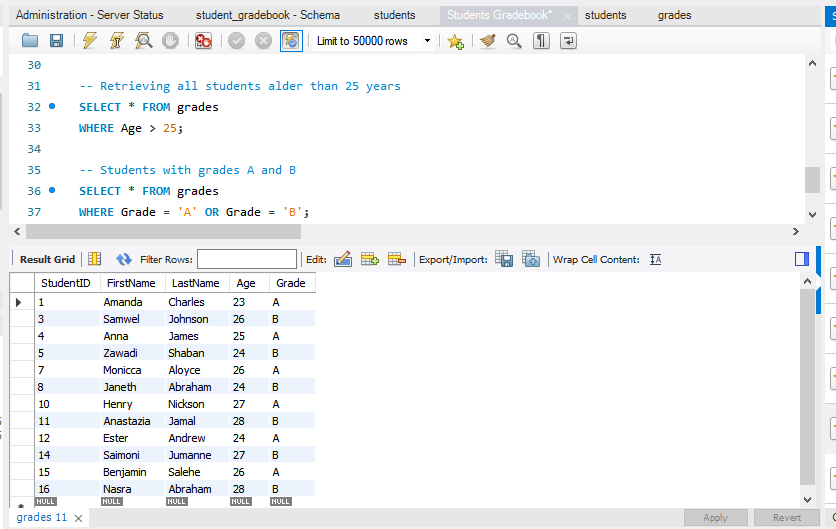 Administration - Server Status student_gradebook - Schema students Students Gradebook* students grades
Limit to 50000 rows
30
31 -- Retrieving all students alder than 25 years
32 SELECT * FROM grades
33 WHERE Age > 25;
34
35 -- Students with grades A and B
36 SELECT * FROM grades
37 WHERE Grade = 'A' OR Grade = 'B';
Result Grid Filter Rows: Edit: Export/Import: Wrap Cell Content:
StudentID FirstName LastName Age Grade
1 Amanda Charles 23 A
3 Samwel Johnson 26 B
4 Anna James 25 A
5 Zawadi Shaban 24 B
7 Monicca Aloyce 26 A
8 Janeth Abraham 24 B
10 Henry Nickson 27 A
11 Anastazia Jamal 28 B
12 Ester Andrew 24 A
14 Saimoni Jumanne 27 B
15 Benjamin Salehe 26 A
16 Nasra Abraham 28 B
NULL NULL NULL NULL NULL
grades 11 Apply Revert